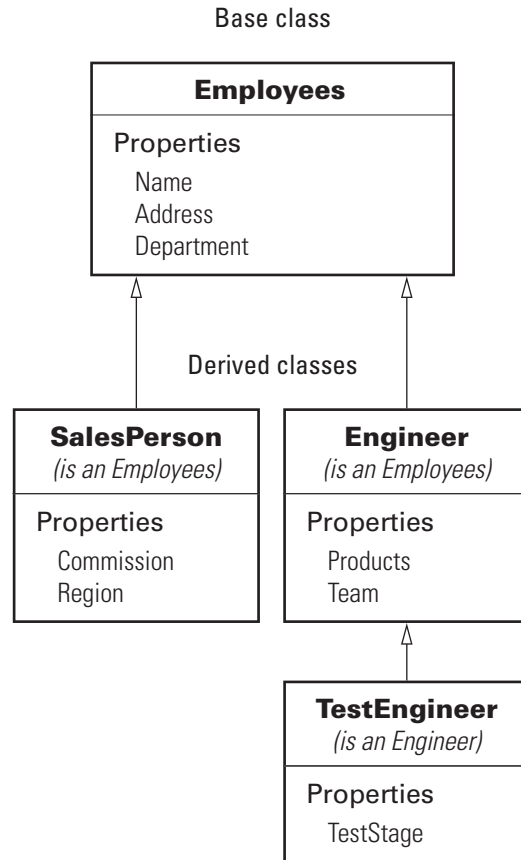 Base class
Employees
Properties
Name
Address
Department
Derived classes
SalesPerson
(is an Employees)
Properties
Commission
Region
Engineer
(is an Employees)
Properties
Products
Team
TestEngineer
(is an Engineer)
Properties
TestStage